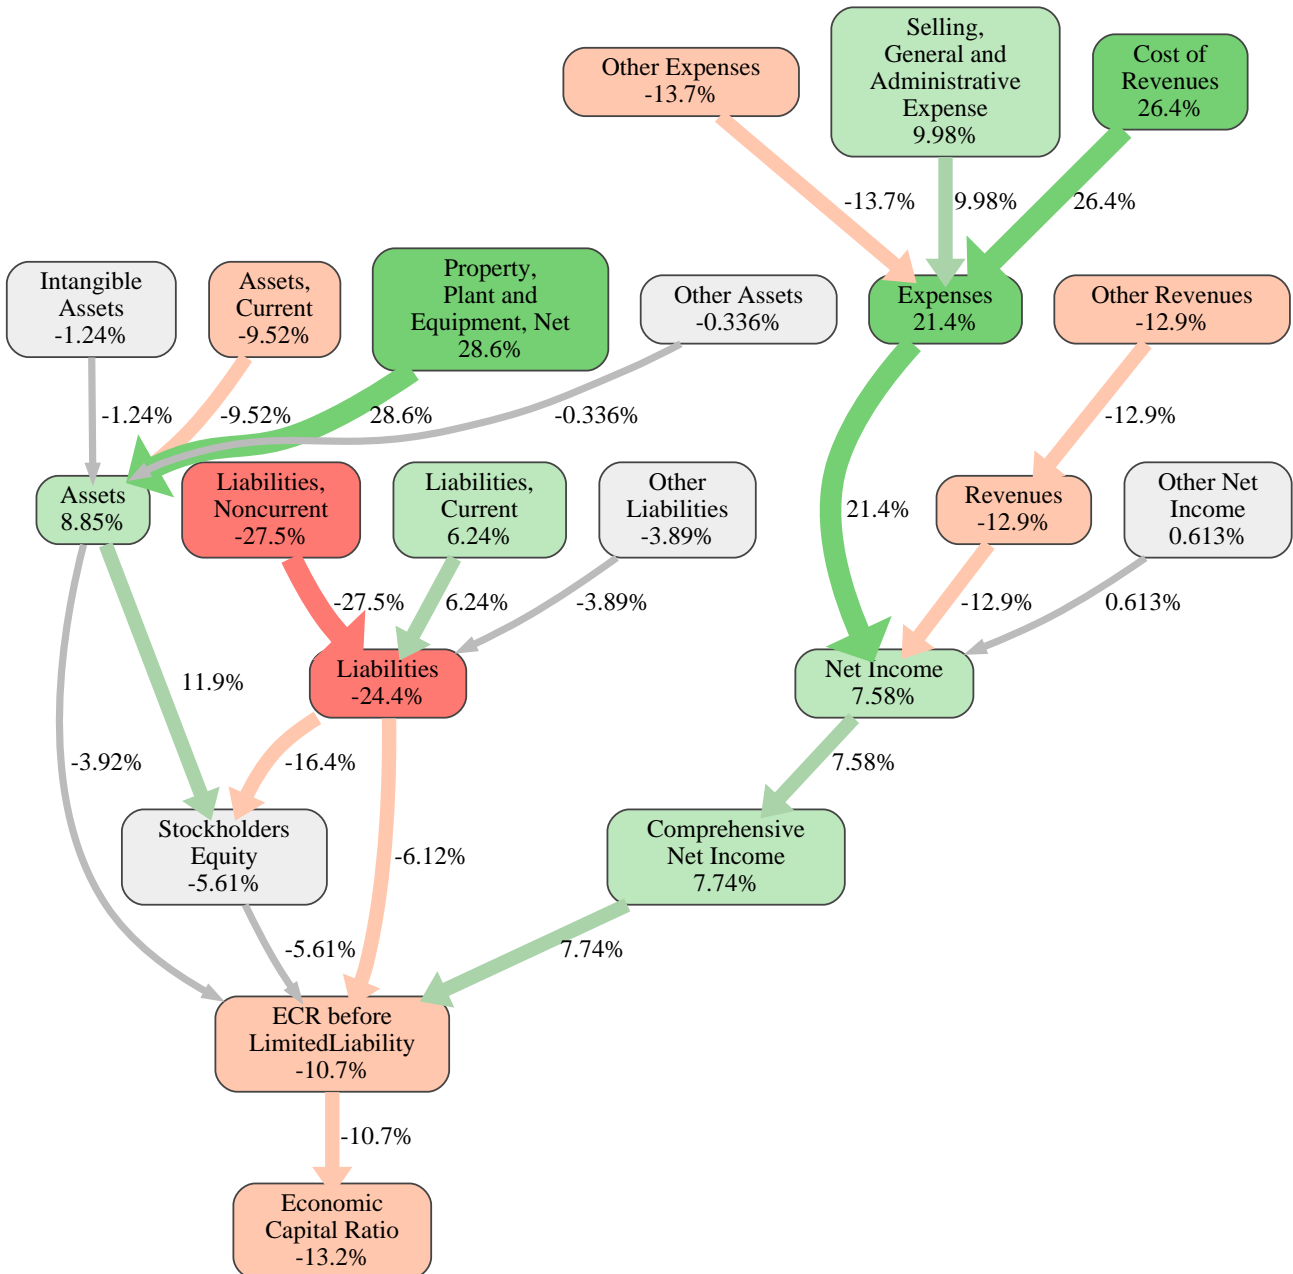 Other Expenses
-13.7%
Selling,
General and
Administrative
Expense
9.98%
Cost of
Revenues
26.4%
-13.7%
9.98%
26.4%
Intangible
Assets
-1.24%
Assets,
Current
-9.52%
Property,
Plant and
Equipment, Net
28.6%
Other Assets
-0.336%
Expenses
21.4%
Other Revenues
-12.9%
-1.24%
-9.52%
28.6%
-0.336%
-12.9%
Assets
8.85%
Liabilities,
Noncurrent
-27.5%
Liabilities,
Current
6.24%
Other
Liabilities
-3.89%
21.4%
Revenues
-12.9%
Other Net
Income
0.613%
-27.5%
6.24%
-3.89%
-12.9%
0.613%
Liabilities
-24.4%
Net Income
7.58%
11.9%
-3.92%
-16.4%
7.58%
Stockholders
Equity
-5.61%
-6.12%
Comprehensive
Net Income
7.74%
-5.61%
7.74%
ECR before
LimitedLiability
-10.7%
-10.7%
Economic
Capital Ratio
-13.2%